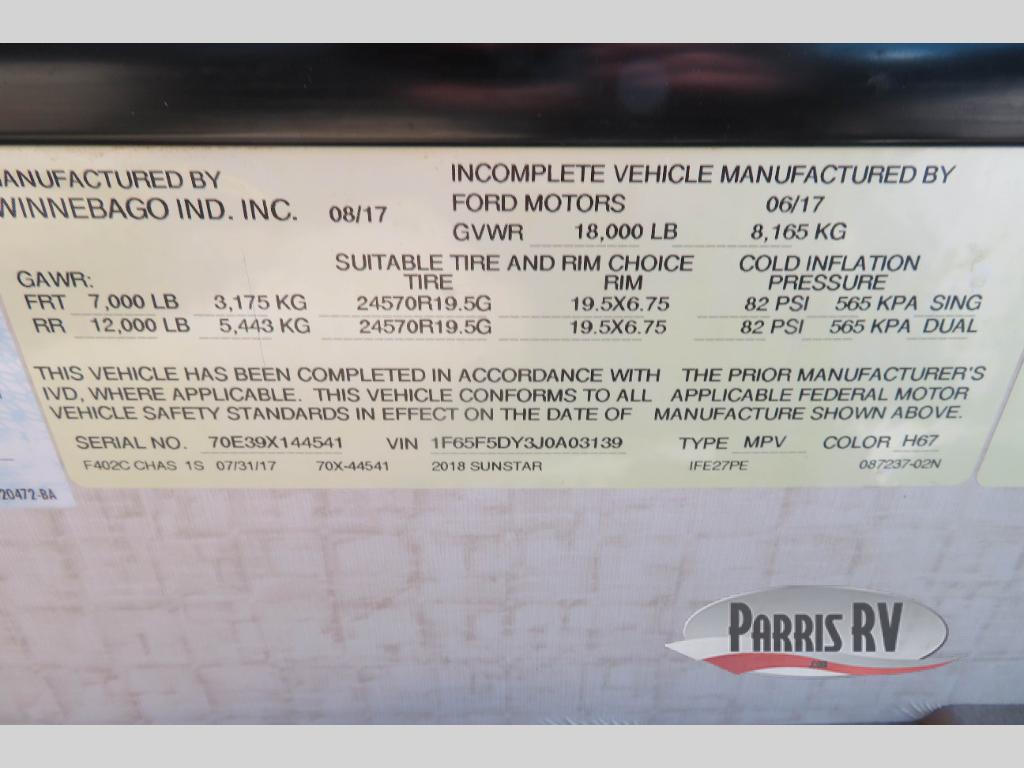 MANUFACTURED BY
WINNEBAGO IND. INC. 08/17
INCOMPLETE VEHICLE MANUFACTURED BY
FORD MOTORS 06/17
GVWR 18,000 LB 8,165 KG
SUITABLE TIRE AND RIM CHOICE COLD INFLATION
GAWR: TIRE RIM PRESSURE
FRT 7,000 LB 3,175 KG 24570R19.5G 19.5X6.75 82 PSI 565 KPA SING
RR 12,000 LB 5,443 KG 24570R19.5G 19.5X6.75 82 PSI 565 KPA DUAL
THIS VEHICLE HAS BEEN COMPLETED IN ACCORDANCE WITH THE PRIOR MANUFACTURER'S
IVD, WHERE APPLICABLE. THIS VEHICLE CONFORMS TO ALL APPLICABLE FEDERAL MOTOR
VEHICLE SAFETY STANDARDS IN EFFECT ON THE DATE OF MANUFACTURE SHOWN ABOVE.
SERIAL NO. 70E39X144541 VIN 1F65F5DY3J0A03139 TYPE MPV COLOR H67
F402C CHAS 1S 07/31/17 70X-44541 2018 SUNSTAR IFE27PE 087237-02N
20472-BA
PARRIS RV
.com